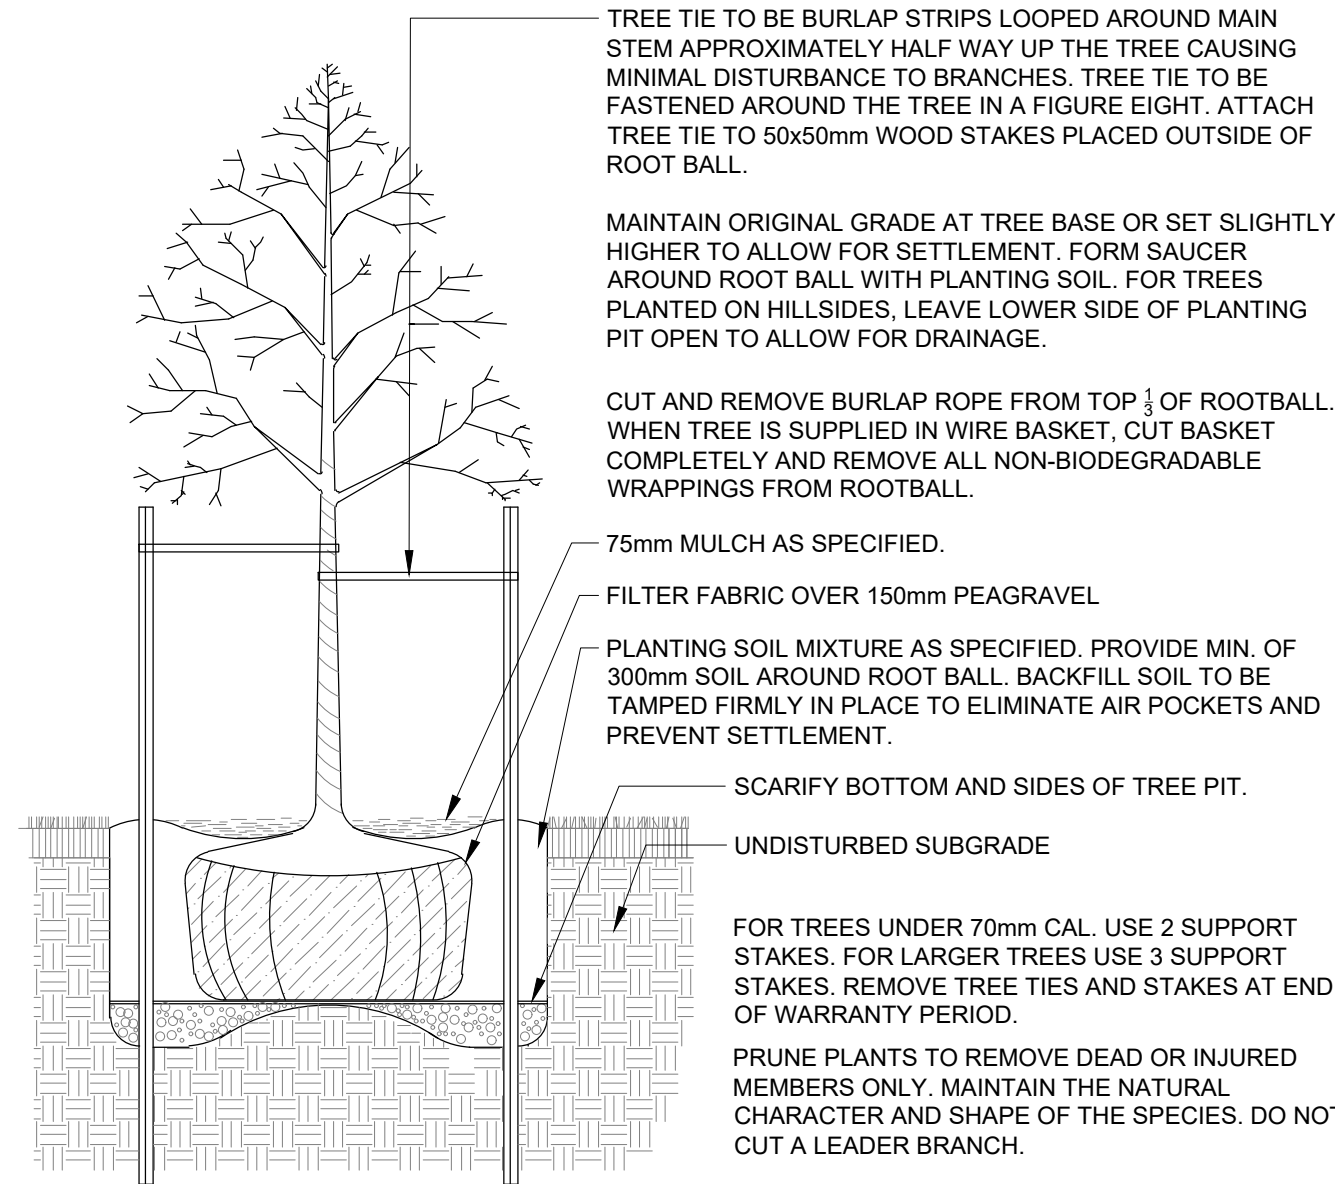 TREE TIE TO BE BURLAP STRIPS LOOPED AROUND MAIN
STEM APPROXIMATELY HALF WAY UP THE TREE CAUSING
MINIMAL DISTURBANCE TO BRANCHES. TREE TIE TO BE
FASTENED AROUND THE TREE IN A FIGURE EIGHT. ATTACH
TREE TIE TO 50x50mm WOOD STAKES PLACED OUTSIDE OF
ROOT BALL.
MAINTAIN ORIGINAL GRADE AT TREE BASE OR SET SLIGHTLY
HIGHER TO ALLOW FOR SETTLEMENT. FORM SAUCER
AROUND ROOT BALL WITH PLANTING SOIL. FOR TREES
PLANTED ON HILLSIDES, LEAVE LOWER SIDE OF PLANTING
PIT OPEN TO ALLOW FOR DRAINAGE.
CUT AND REMOVE BURLAP ROPE FROM TOP 1/3 OF ROOTBALL.
WHEN TREE IS SUPPLIED IN WIRE BASKET, CUT BASKET
COMPLETELY AND REMOVE ALL NON-BIODEGRADABLE
WRAPPINGS FROM ROOTBALL.
75mm MULCH AS SPECIFIED.
FILTER FABRIC OVER 150mm PEAGRAVEL
PLANTING SOIL MIXTURE AS SPECIFIED. PROVIDE MIN. OF
300mm SOIL AROUND ROOT BALL. BACKFILL SOIL TO BE
TAMPED FIRMLY IN PLACE TO ELIMINATE AIR POCKETS AND
PREVENT SETTLEMENT.
SCARIFY BOTTOM AND SIDES OF TREE PIT.
UNDISTURBED SUBGRADE
FOR TREES UNDER 70mm CAL. USE 2 SUPPORT
STAKES. FOR LARGER TREES USE 3 SUPPORT
STAKES. REMOVE TREE TIES AND STAKES AT END
OF WARRANTY PERIOD.
PRUNE PLANTS TO REMOVE DEAD OR INJURED
MEMBERS ONLY. MAINTAIN THE NATURAL
CHARACTER AND SHAPE OF THE SPECIES. DO NOT
CUT A LEADER BRANCH.